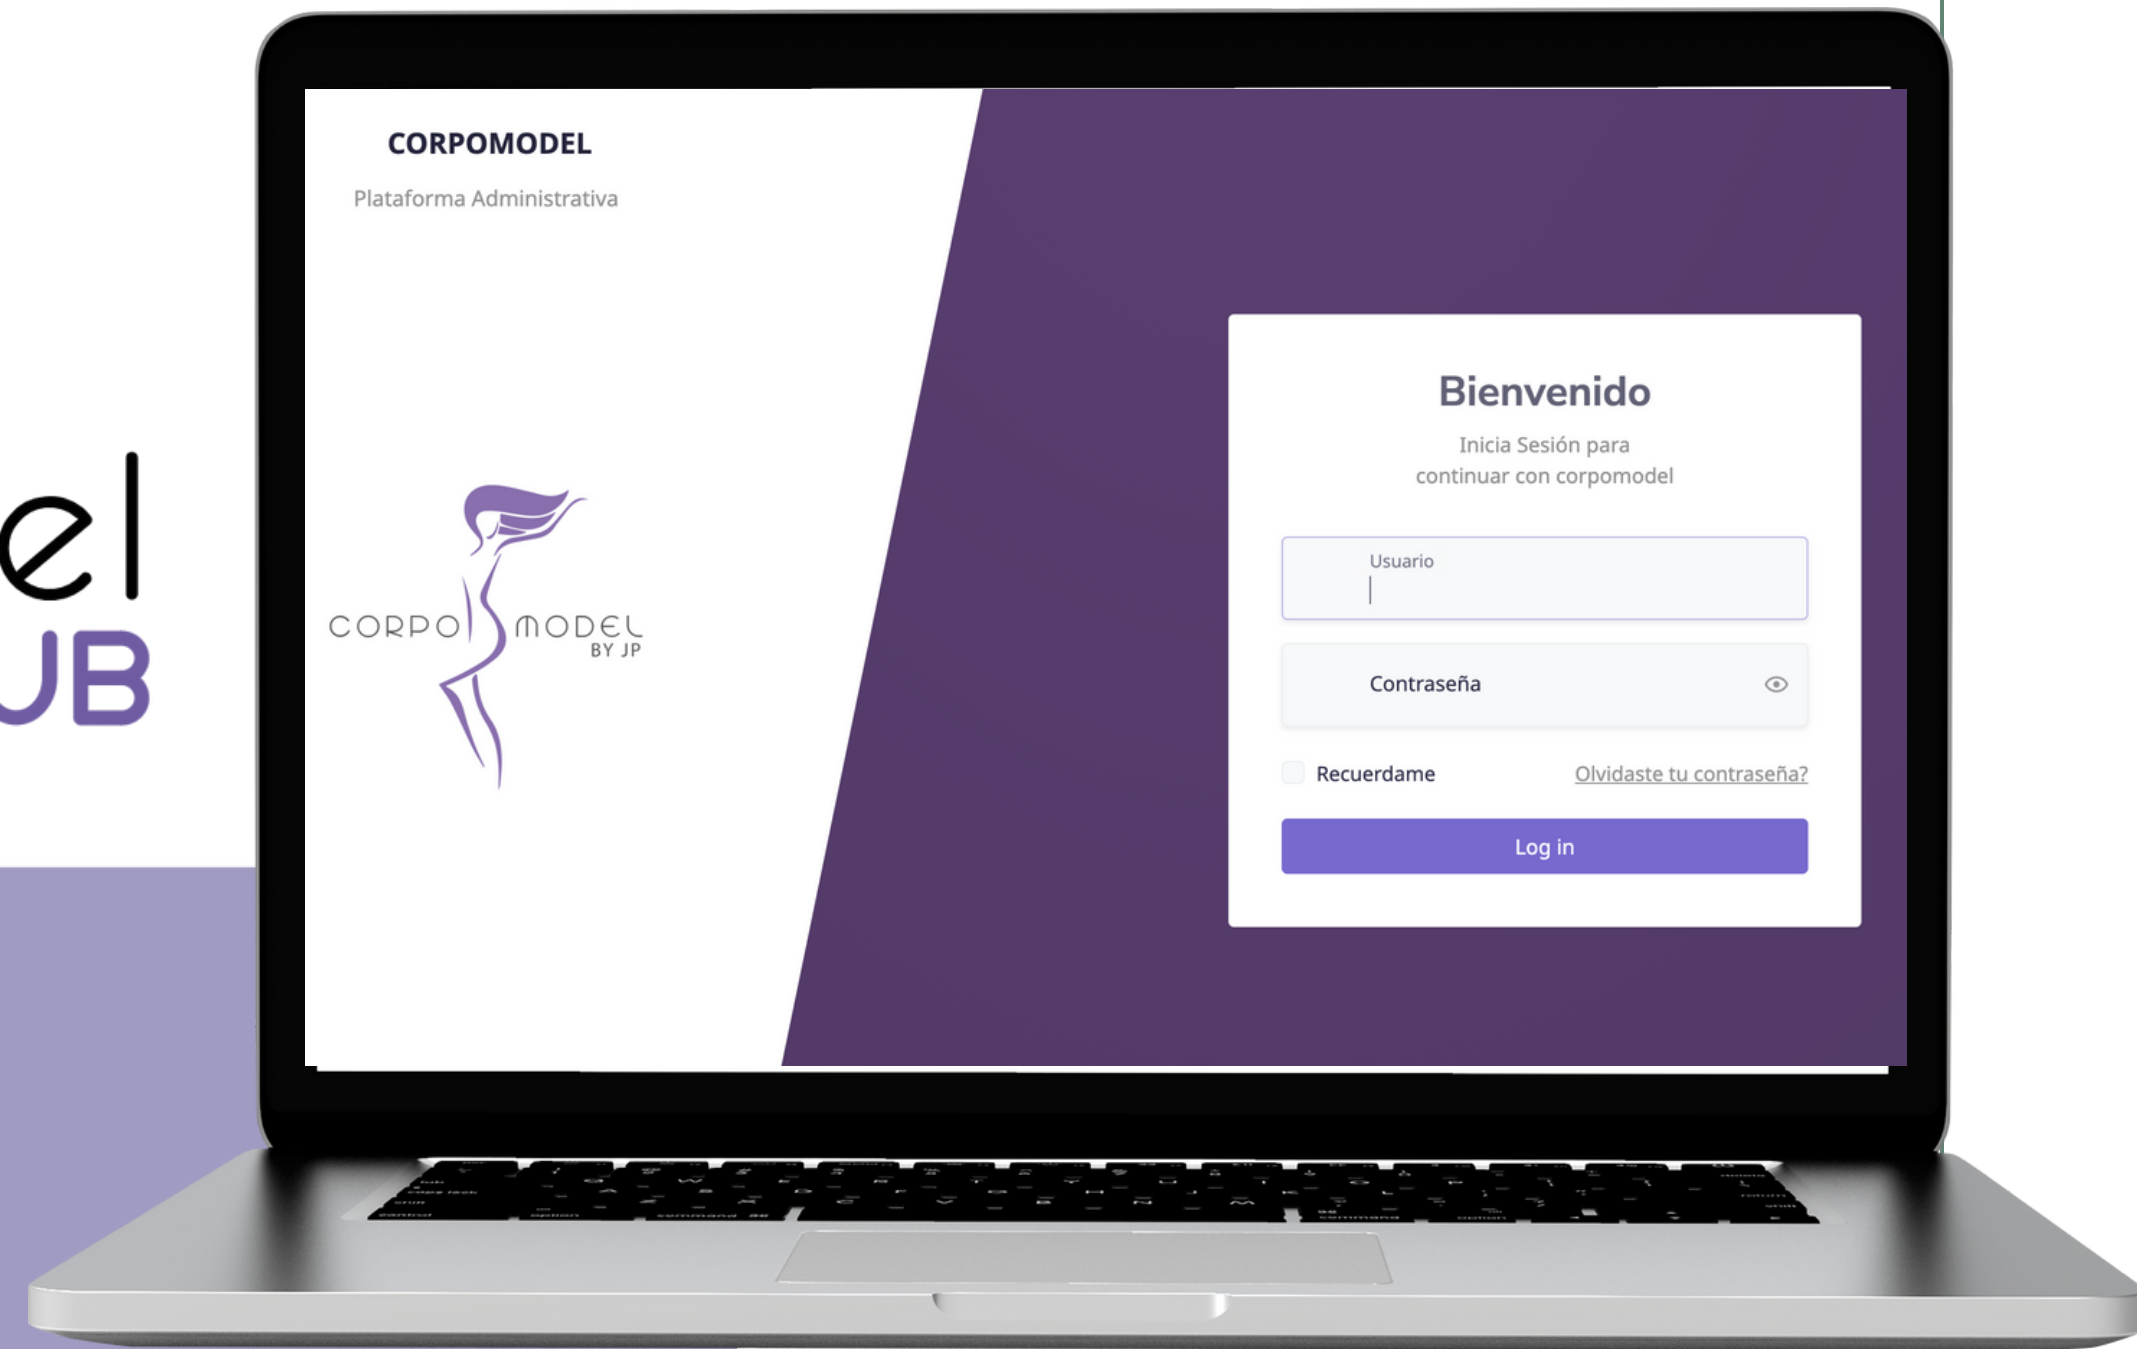 CORPOMODEL
Plataforma Administrativa
el
UB
CORPO MODEL
BY JP
Bienvenido
Inicia Sesión para
continuar con corpomodel
Usuario
Contraseña
Recuerdame
Olvidaste tu contraseña?
Log in